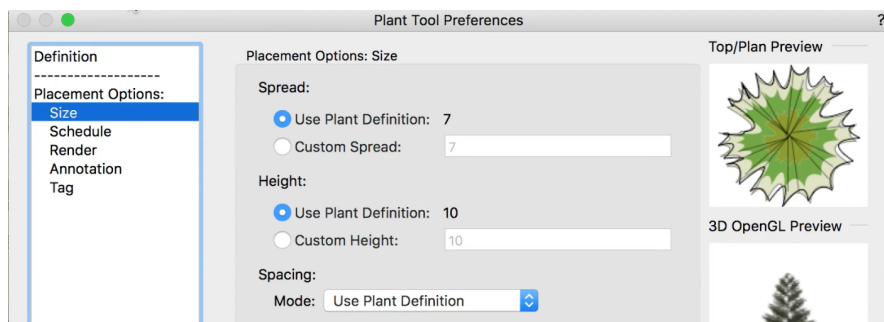 Plant Tool Preferences
?
Definition
-------------------
Placement Options:
Size
Schedule
Render
Annotation
Tag
Placement Options: Size
Spread:
Use Plant Definition: 7
Custom Spread: 7
Height:
Use Plant Definition: 10
Custom Height: 10
Spacing:
Mode: Use Plant Definition
Top/Plan Preview
3D OpenGL Preview